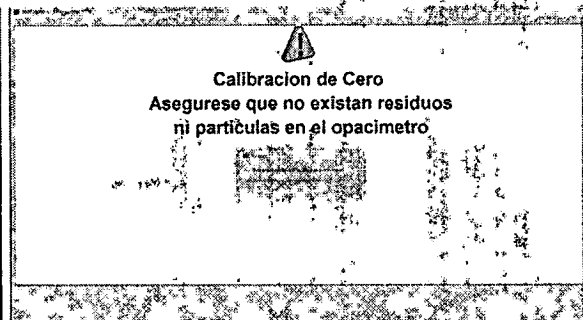 Calibracion de Cero
Asegurese que no existan residuos
ni particulas en el opacimetro